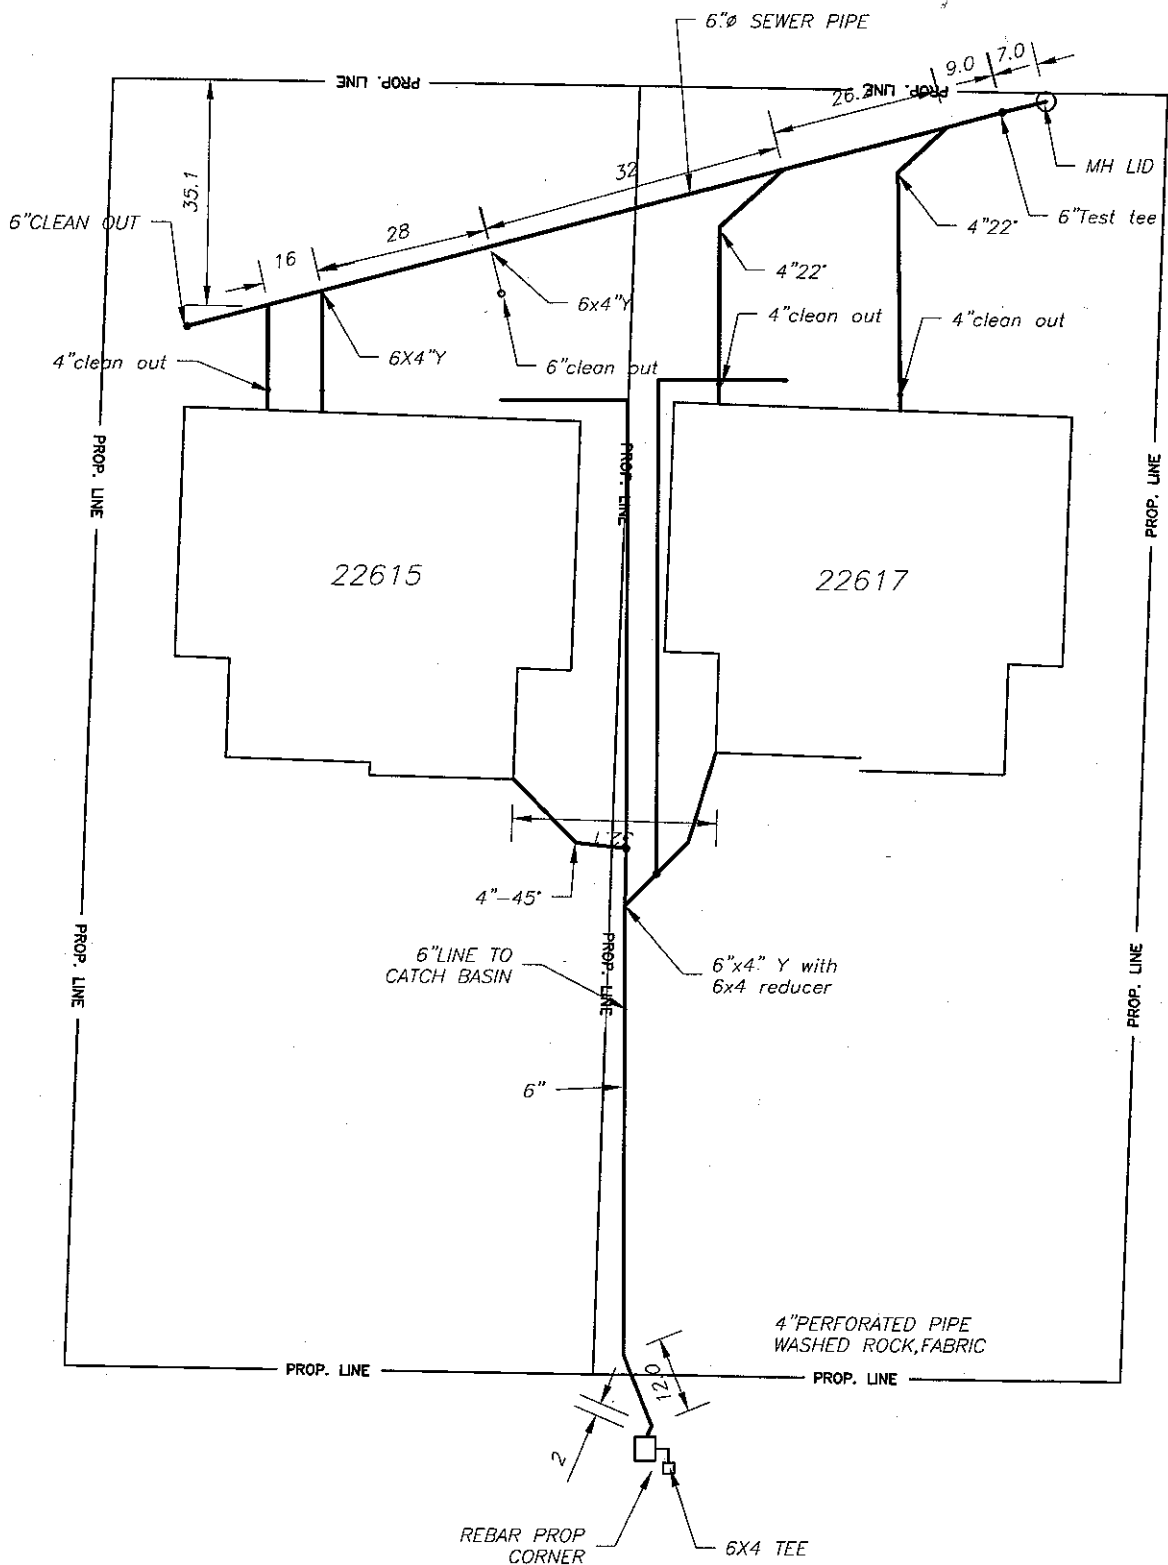 6"ø SEWER PIPE
PROP. LINE
26.
PROP. LINE
9.0
7.0
MH LID
6"Test tee
4"22°
35.1
32
6"CLEAN OUT
28
16
4"22°
6x4"Y
4"clean out
4"clean out
6X4"Y
6"clean out
4"clean out
PROP. LINE
PROP. LINE
PROP. LINE
22615
22617
4"-45°
6"LINE TO
CATCH BASIN
6"x4" Y with
6x4 reducer
PROP. LINE
PROP. LINE
PROP. LINE
6"
4"PERFORATED PIPE
WASHED ROCK,FABRIC
PROP. LINE
PROP. LINE
12.0
2
REBAR PROP
CORNER
6X4 TEE